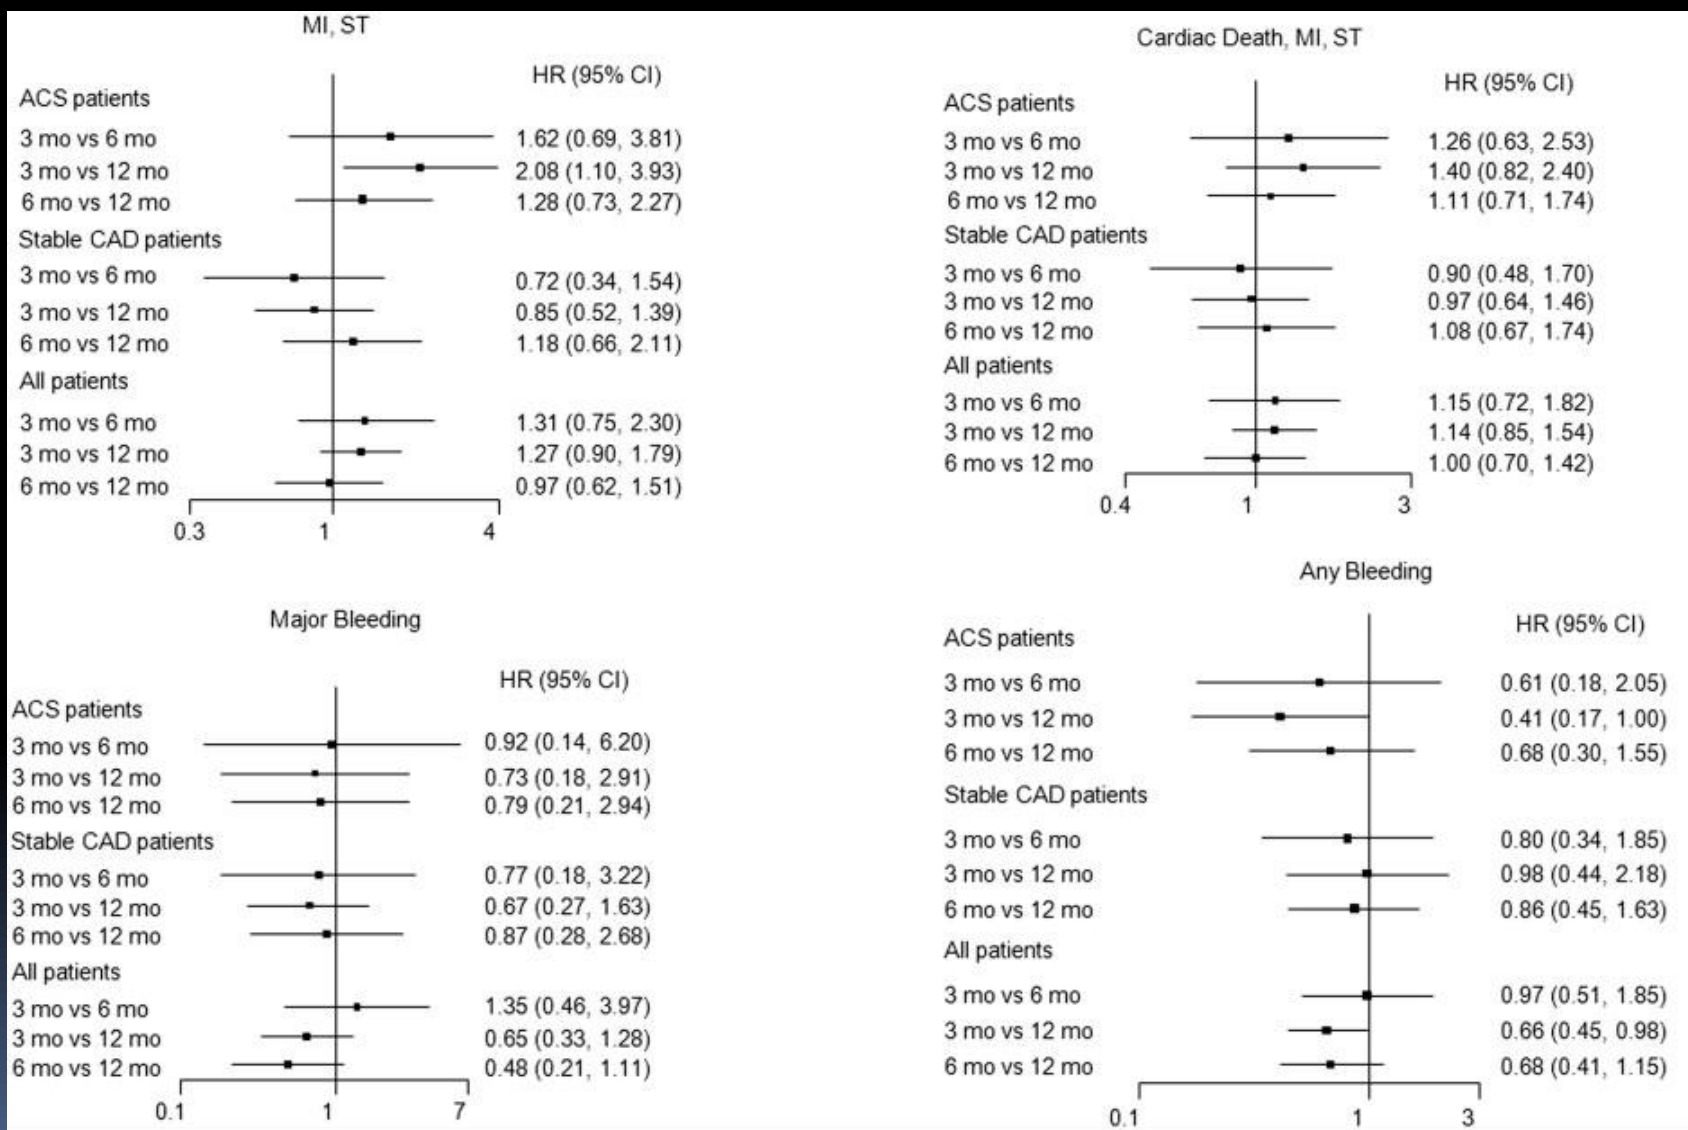 MI, ST
HR (95% CI)
ACS patients
3 mo vs 6 mo 1.62 (0.69, 3.81)
3 mo vs 12 mo 2.08 (1.10, 3.93)
6 mo vs 12 mo 1.28 (0.73, 2.27)
Stable CAD patients
3 mo vs 6 mo 0.72 (0.34, 1.54)
3 mo vs 12 mo 0.85 (0.52, 1.39)
6 mo vs 12 mo 1.18 (0.66, 2.11)
All patients
3 mo vs 6 mo 1.31 (0.75, 2.30)
3 mo vs 12 mo 1.27 (0.90, 1.79)
6 mo vs 12 mo 0.97 (0.62, 1.51)
0.3 1 4
Cardiac Death, MI, ST
HR (95% CI)
ACS patients
3 mo vs 6 mo 1.26 (0.63, 2.53)
3 mo vs 12 mo 1.40 (0.82, 2.40)
6 mo vs 12 mo 1.11 (0.71, 1.74)
Stable CAD patients
3 mo vs 6 mo 0.90 (0.48, 1.70)
3 mo vs 12 mo 0.97 (0.64, 1.46)
6 mo vs 12 mo 1.08 (0.67, 1.74)
All patients
3 mo vs 6 mo 1.15 (0.72, 1.82)
3 mo vs 12 mo 1.14 (0.85, 1.54)
6 mo vs 12 mo 1.00 (0.70, 1.42)
0.4 1 3
Major Bleeding
HR (95% CI)
ACS patients
3 mo vs 6 mo 0.92 (0.14, 6.20)
3 mo vs 12 mo 0.73 (0.18, 2.91)
6 mo vs 12 mo 0.79 (0.21, 2.94)
Stable CAD patients
3 mo vs 6 mo 0.77 (0.18, 3.22)
3 mo vs 12 mo 0.67 (0.27, 1.63)
6 mo vs 12 mo 0.87 (0.28, 2.68)
All patients
3 mo vs 6 mo 1.35 (0.46, 3.97)
3 mo vs 12 mo 0.65 (0.33, 1.28)
6 mo vs 12 mo 0.48 (0.21, 1.11)
0.1 1 7
Any Bleeding
HR (95% CI)
ACS patients
3 mo vs 6 mo 0.61 (0.18, 2.05)
3 mo vs 12 mo 0.41 (0.17, 1.00)
6 mo vs 12 mo 0.68 (0.30, 1.55)
Stable CAD patients
3 mo vs 6 mo 0.80 (0.34, 1.85)
3 mo vs 12 mo 0.98 (0.44, 2.18)
6 mo vs 12 mo 0.86 (0.45, 1.63)
All patients
3 mo vs 6 mo 0.97 (0.51, 1.85)
3 mo vs 12 mo 0.66 (0.45, 0.98)
6 mo vs 12 mo 0.68 (0.41, 1.15)
0.1 1 3